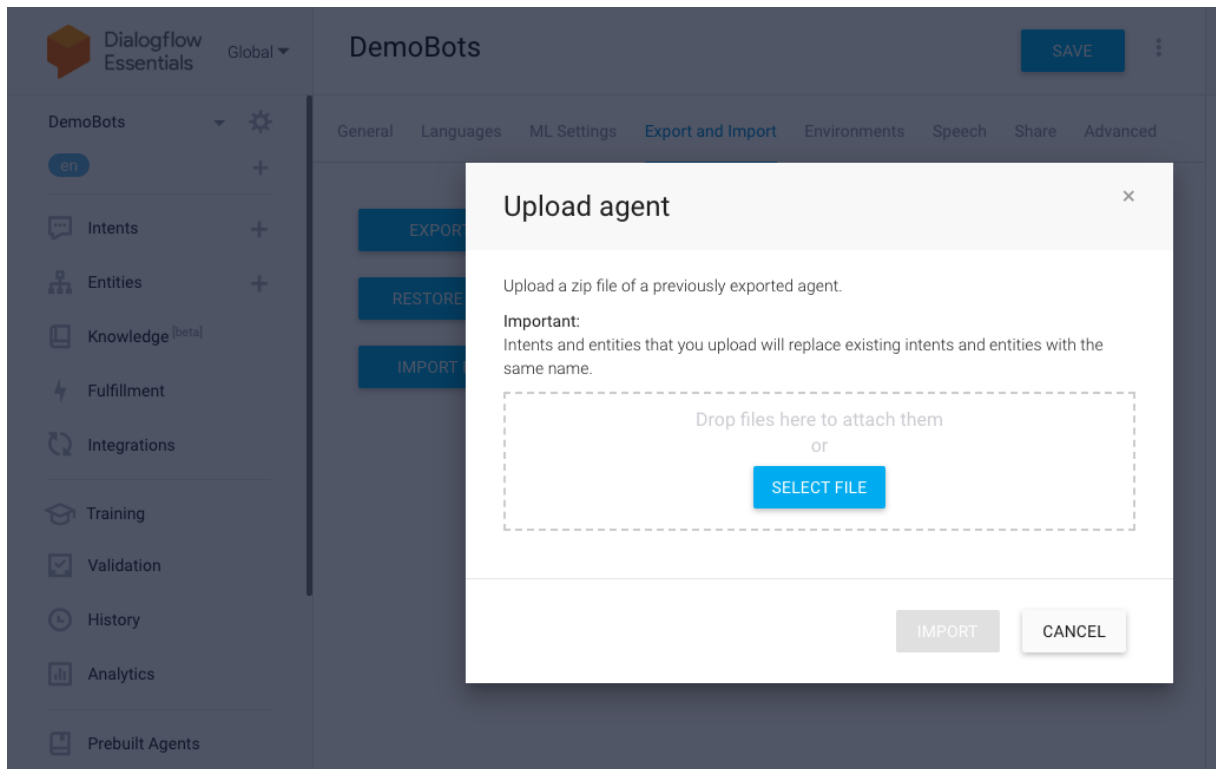 Dialogflow
Essentials
Global
DemoBots
SAVE
DemoBots
en
General Languages ML Settings Export and Import Environments Speech Share Advanced
Intents
Entities
Knowledge [beta]
Fulfillment
Integrations
Training
Validation
History
Analytics
Prebuilt Agents
EXPORT
RESTORE
IMPORT
Upload agent
×
Upload a zip file of a previously exported agent.
Important:
Intents and entities that you upload will replace existing intents and entities with the
same name.
Drop files here to attach them
or
SELECT FILE
IMPORT
CANCEL